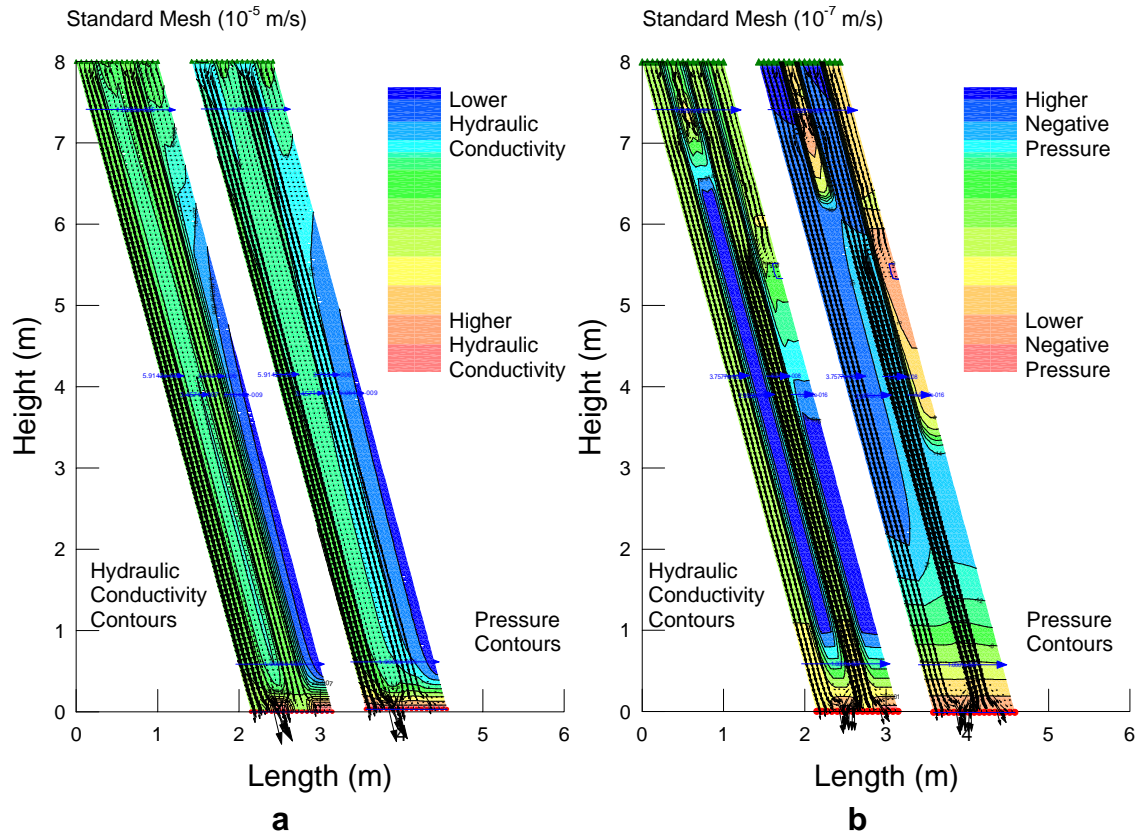 Standard Mesh (10-5 m/s)
8
7
6
5
4
3
2
1
0
Height (m)
Lower
Hydraulic
Conductivity
Higher
Hydraulic
Conductivity
Hydraulic
Conductivity
Contours
Pressure
Contours
0 1 2 3 4 5 6
Length (m)
a
Standard Mesh (10-7 m/s)
8
7
6
5
4
3
2
1
0
Height (m)
Higher
Negative
Pressure
Lower
Negative
Pressure
Hydraulic
Conductivity
Contours
Pressure
Contours
0 1 2 3 4 5 6
Length (m)
b